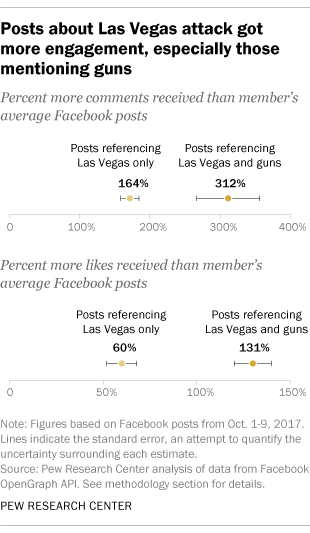 Posts about Las Vegas attack got
more engagement, especially those
mentioning guns
Percent more comments received than member's
average Facebook posts
Posts referencing
Las Vegas only
164%
Posts referencing
Las Vegas and guns
312%
0 100% 200% 300% 400%
Percent more likes received than member's
average Facebook posts
Posts referencing
Las Vegas only
60%
Posts referencing
Las Vegas and guns
131%
0 50% 100% 150%
Note: Figures based on Facebook posts from Oct. 1-9, 2017.
Lines indicate the standard error, an attempt to quantify the
uncertainty surrounding each estimate.
Source: Pew Research Center analysis of data from Facebook
OpenGraph API. See methodology section for details.
PEW RESEARCH CENTER